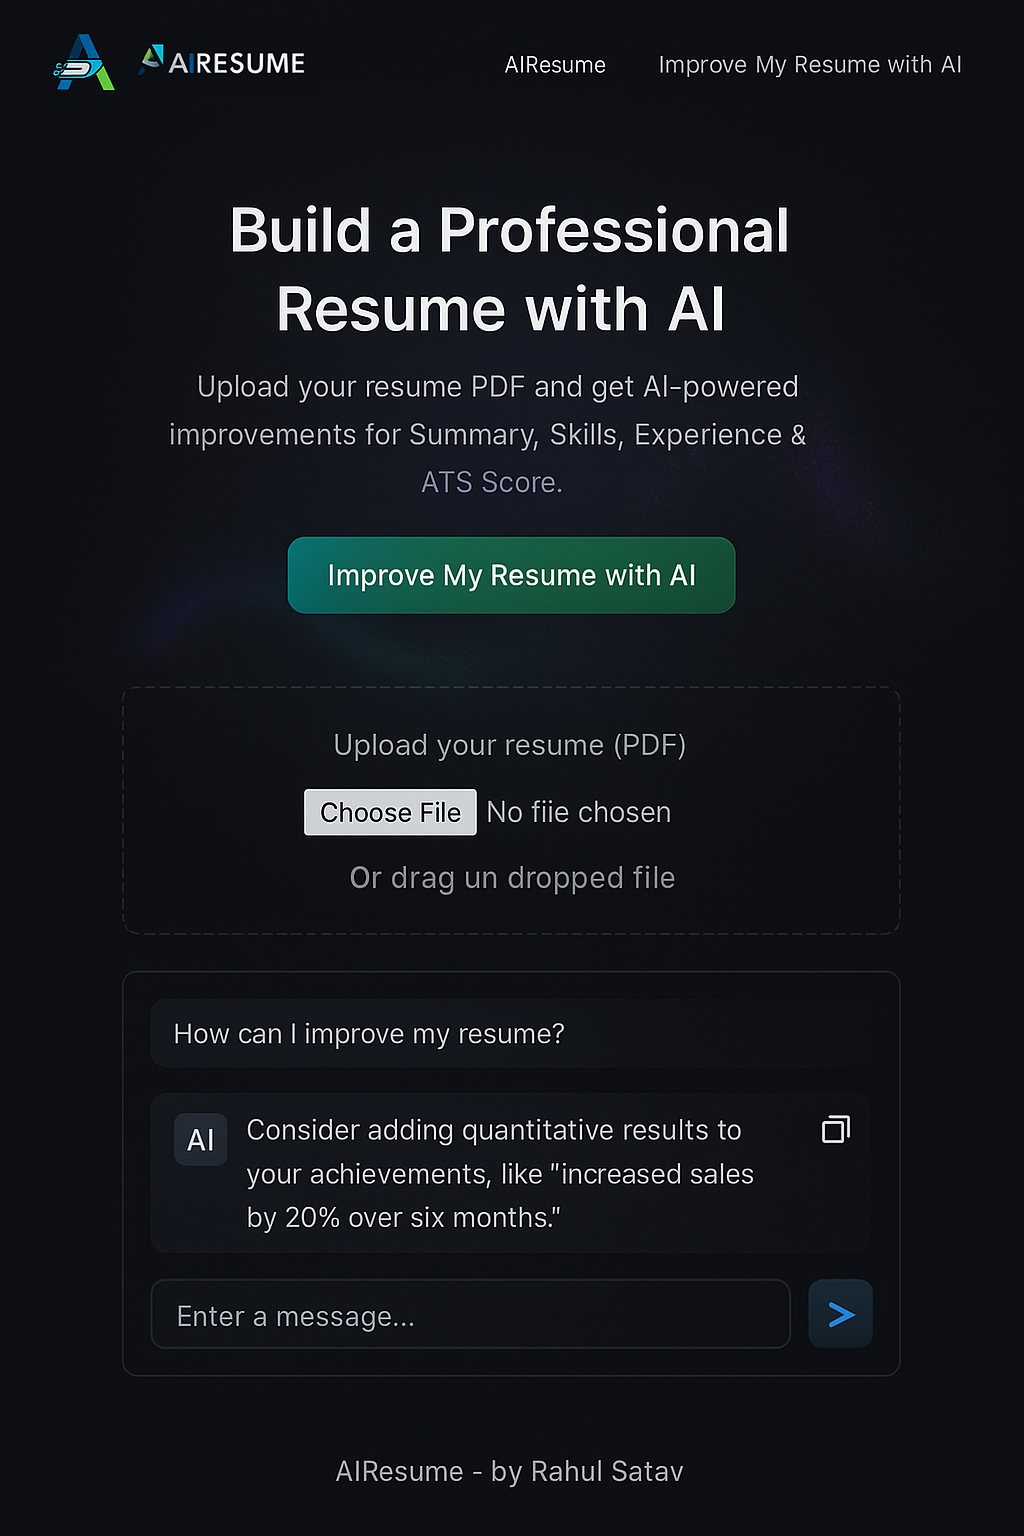 AIRESUME
AIResume
Improve My Resume with AI
Build a Professional
Resume with AI
Upload your resume PDF and get AI-powered
improvements for Summary, Skills, Experience &
ATS Score.
Improve My Resume with AI
Upload your resume (PDF)
Choose File No fiie chosen
Or drag un dropped file
How can I improve my resume?
AI
Consider adding quantitative results to
your achievements, like "increased sales
by 20% over six months."
Enter a message...
AIResume - by Rahul Satav